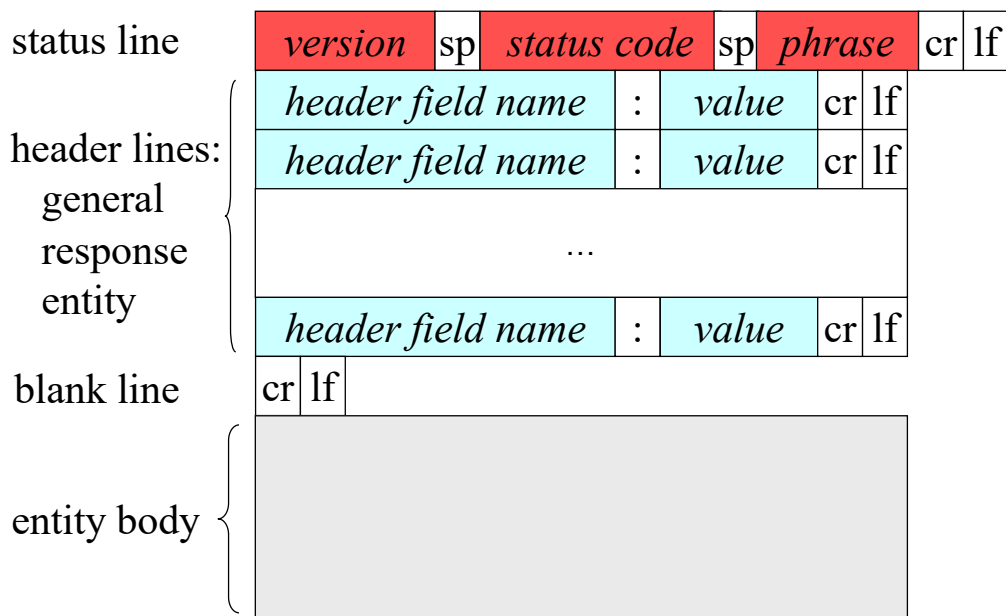 status line version sp status code sp phrase cr lf
header field name : value cr lf
header lines: header field name : value cr lf
general
response ...
entity header field name : value cr lf
blank line cr lf
entity body